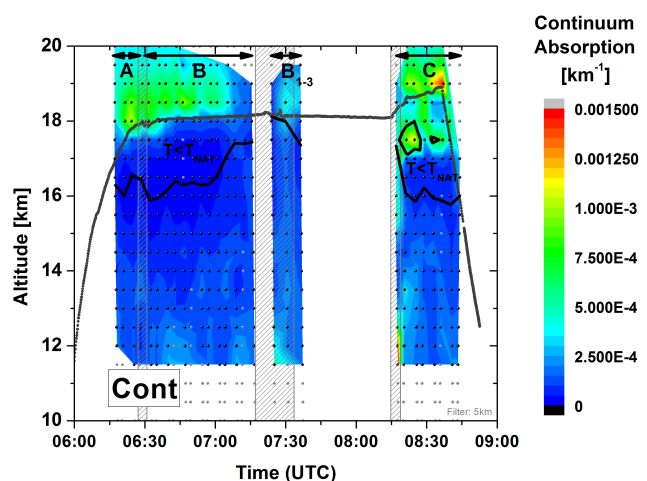 Continuum
Absorption
[km-1]
A B B1-3 C
20
18
16
14
12
10
Altitude [km]
T<TNAT
T<TNAT
Cont
Filter: 5km
06:00 06:30 07:00 07:30 08:00 08:30 09:00
Time (UTC)
0.001500
0.001250
1.000E-3
7.500E-4
5.000E-4
2.500E-4
0